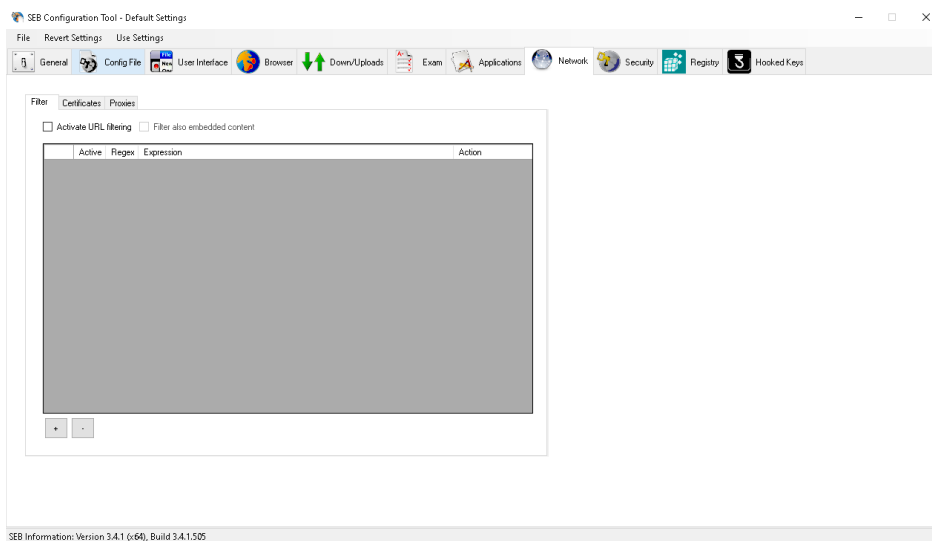 SEB Configuration Tool - Default Settings
File Revert Settings Use Settings
General Config File User Interface Browser Down/Uploads Exam Applications Network Security Registry Hooked Keys
Filter Certificates Proxies
Activate URL filtering Filter also embedded content
Active Regex Expression Action
+ -
SEB Information: Version 3.4.1 (x64), Build 3.4.1.505